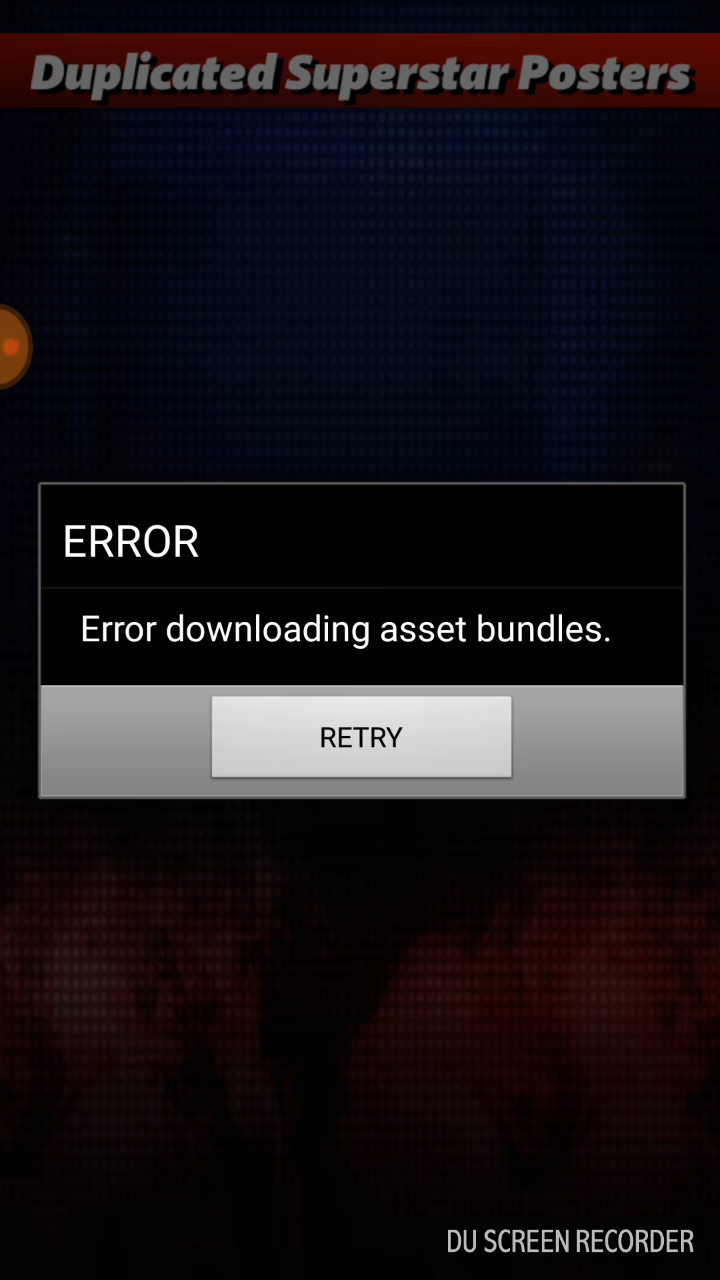 Duplicated Superstar Posters
ERROR
Error downloading asset bundles.
RETRY
DU SCREEN RECORDER